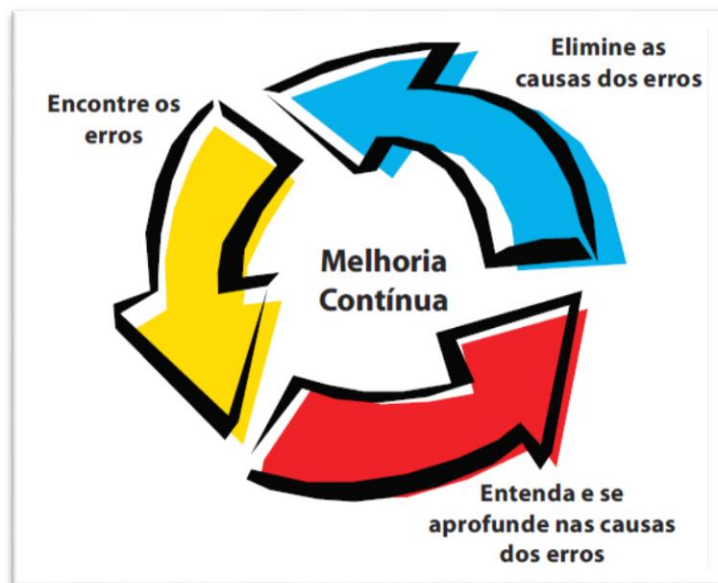 Elimine as
causas dos erros
Encontre os
erros
Melhoria
Contínua
Entenda e se
aprofunde nas causas
dos erros